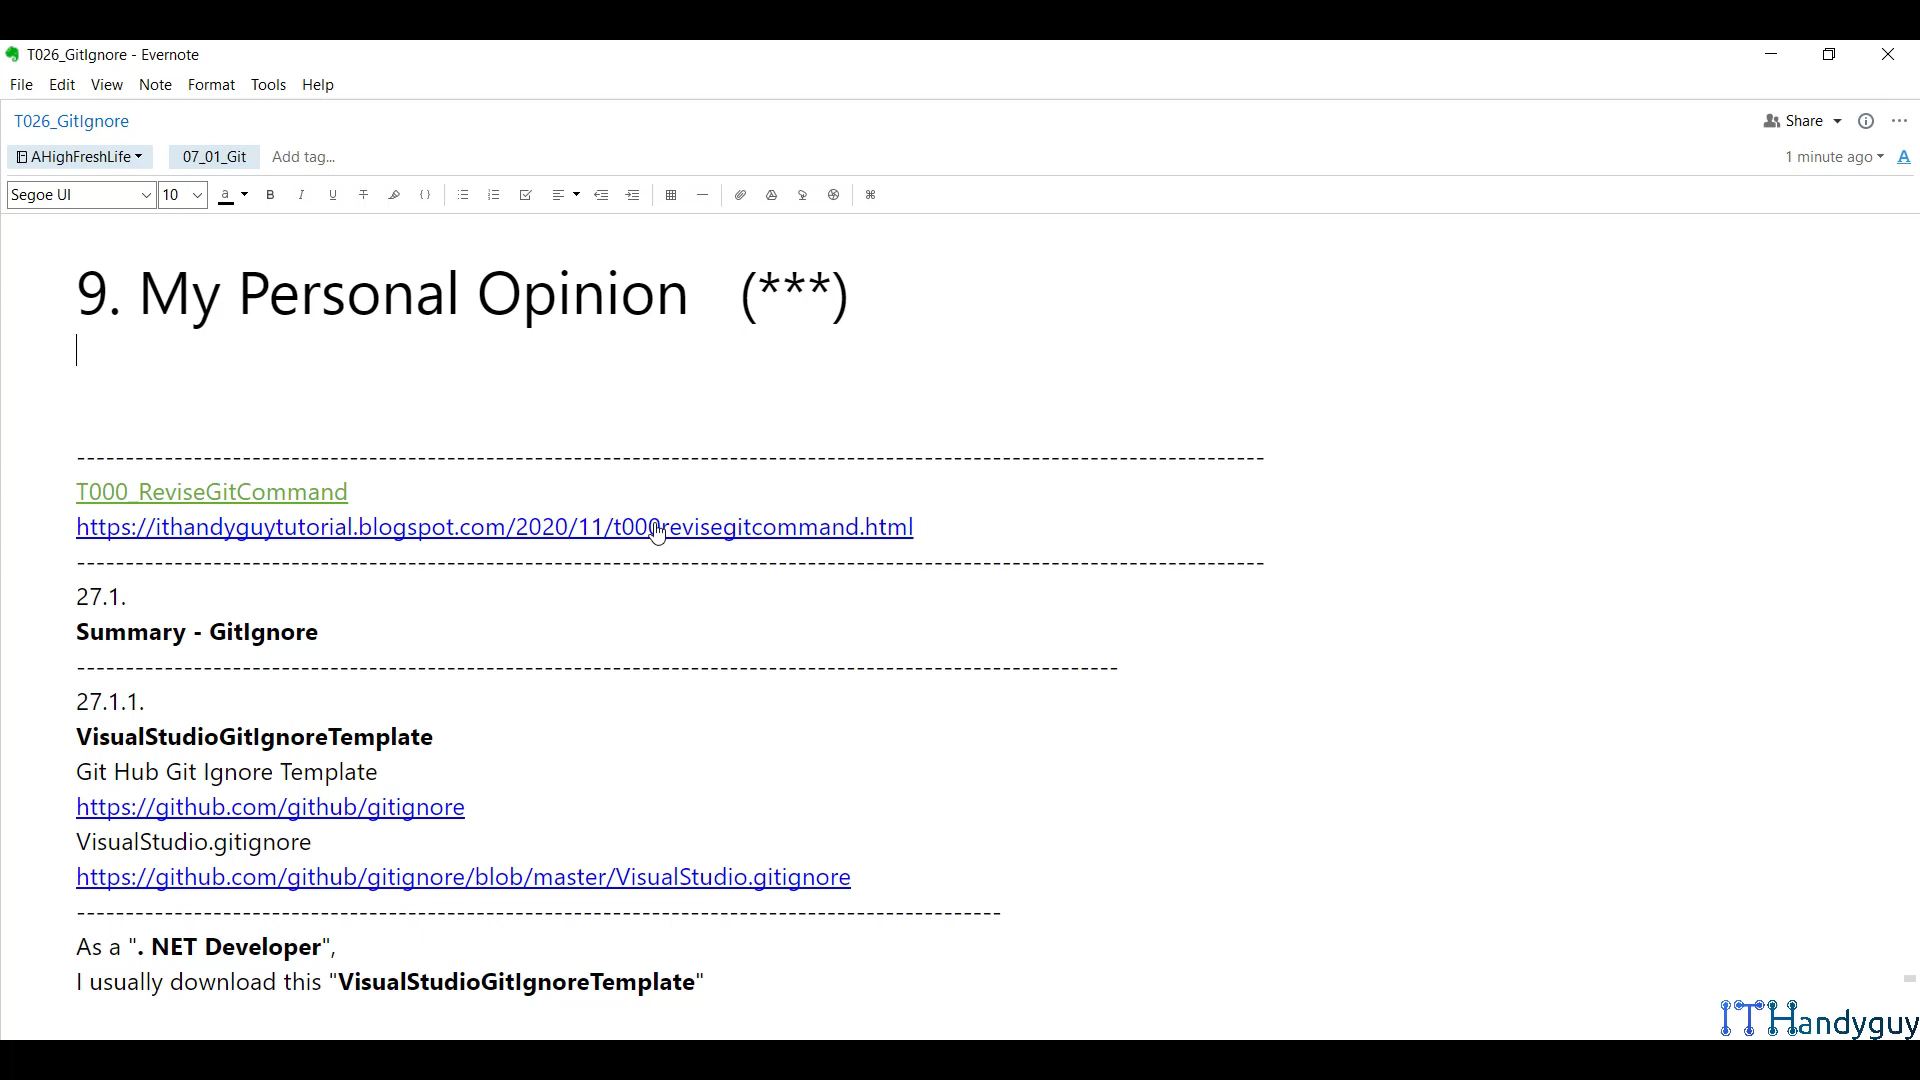 T026_GitIgnore - Evernote
File Edit View Note Format Tools Help
T026_GitIgnore
Share
AHighFreshLife 07_01_Git Add tag...
1 minute ago A
Segoe UI 10 a B I U T { }
9. My Personal Opinion (***)
------------------------------------------------------------------------------------------------------------------------
T000_ReviseGitCommand
https://ithandyguytutorial.blogspot.com/2020/11/t000revisegitcommand.html
------------------------------------------------------------------------------------------------------------------------
27.1.
Summary - GitIgnore
---------------------------------------------------------------------------------------------------------
27.1.1.
VisualStudioGitIgnoreTemplate
Git Hub Git Ignore Template
https://github.com/github/gitignore
VisualStudio.gitignore
https://github.com/github/gitignore/blob/master/VisualStudio.gitignore
---------------------------------------------------------------------------------------------
As a ". NET Developer",
I usually download this "VisualStudioGitIgnoreTemplate"
ITHandyguy